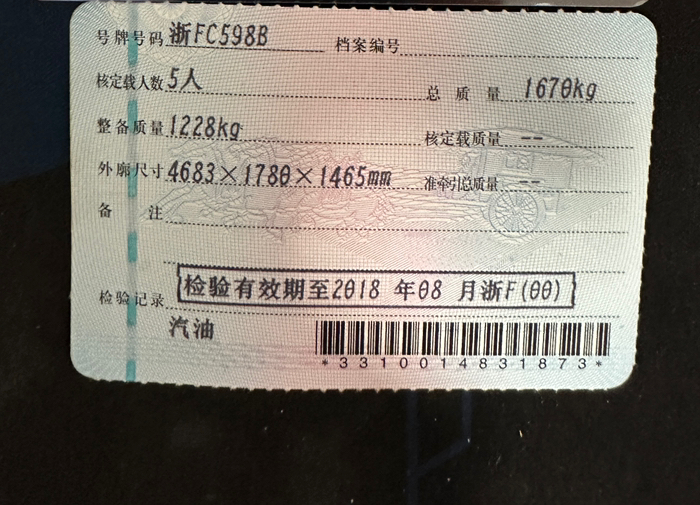 号牌号码 浙FC598B 档案编号
核定载人数 5人 总质量 1670kg
整备质量 1228kg 核定载质量 --
外廓尺寸 4683×1780×1465mm 准牵引总质量 --
备注
检验记录 检验有效期至2018 年08 月浙F(00)
汽油
*3310014831873*